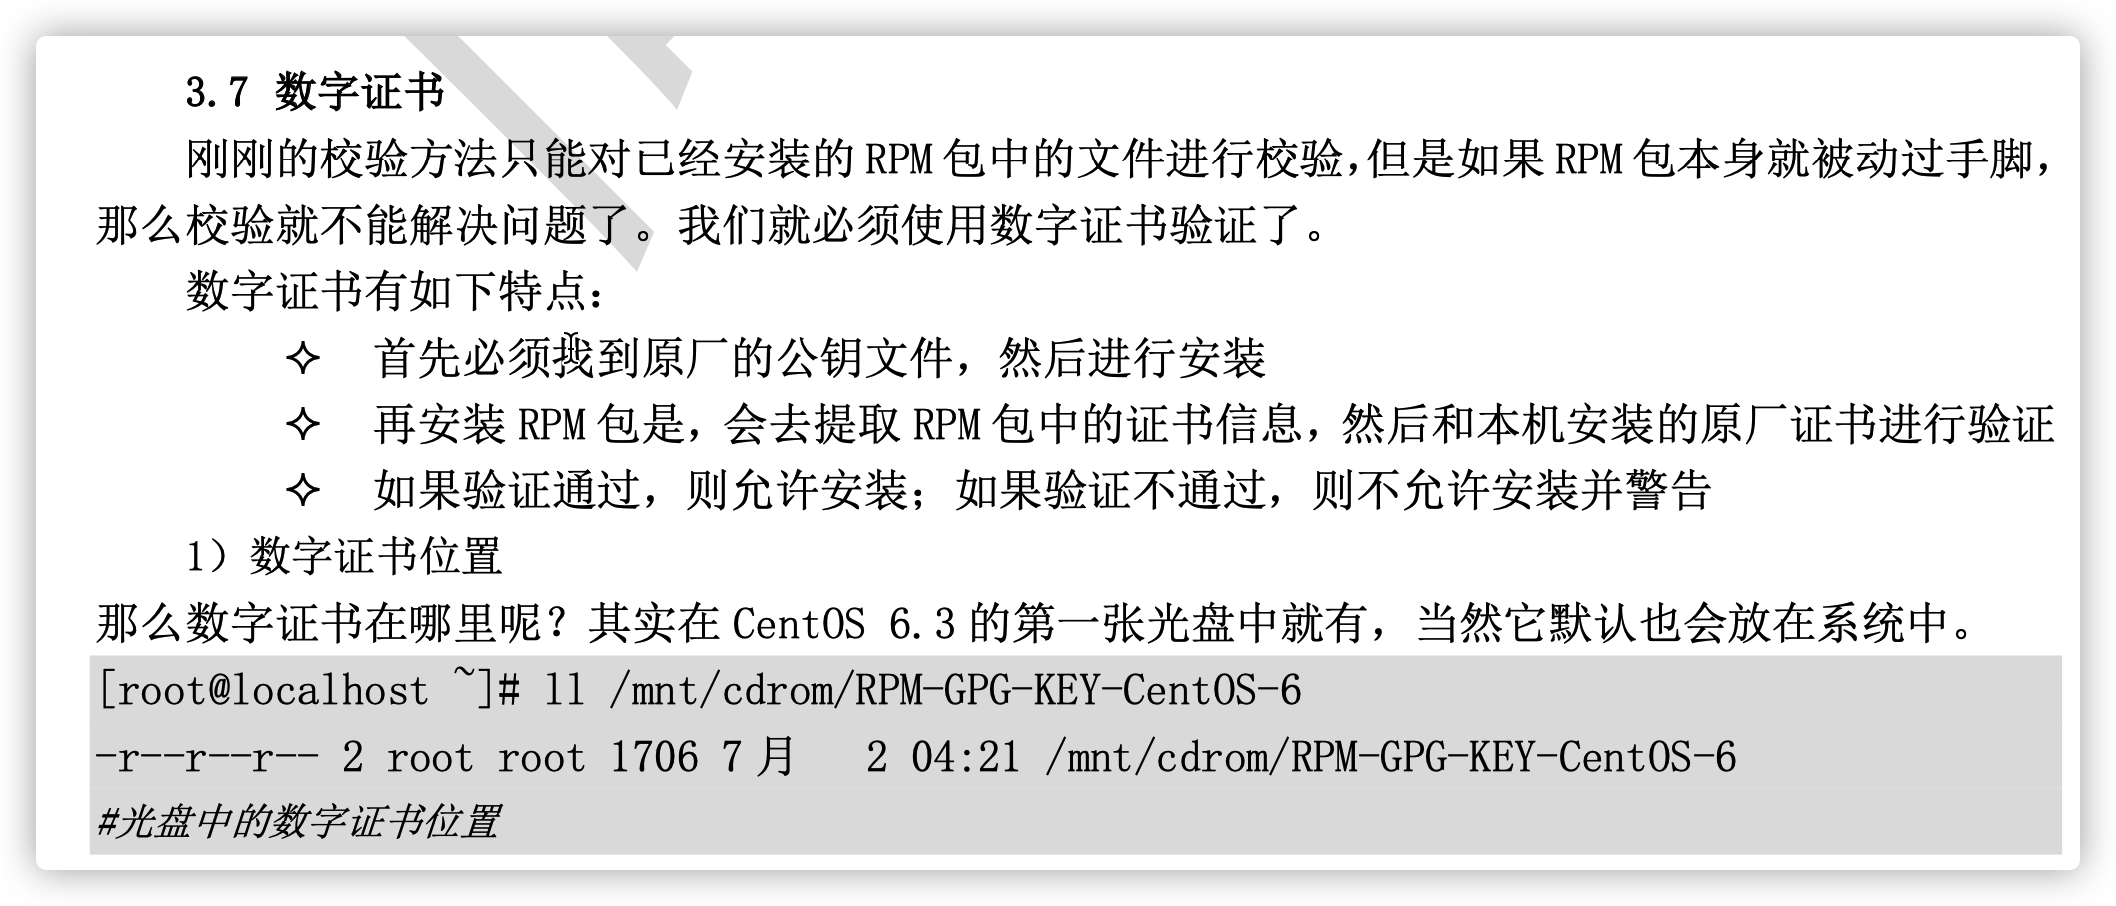 3.7 数字证书
刚刚的校验方法只能对已经安装的 RPM 包中的文件进行校验,但是如果 RPM 包本身就被动过手脚,
那么校验就不能解决问题了。我们就必须使用数字证书验证了。
数字证书有如下特点：
✧ 首先必须找到原厂的公钥文件，然后进行安装
✧ 再安装 RPM 包是，会去提取 RPM 包中的证书信息，然后和本机安装的原厂证书进行验证
✧ 如果验证通过，则允许安装；如果验证不通过，则不允许安装并警告
1）数字证书位置
那么数字证书在哪里呢？其实在 CentOS 6.3 的第一张光盘中就有，当然它默认也会放在系统中。
[root@localhost ~]# ll /mnt/cdrom/RPM-GPG-KEY-CentOS-6
-r--r--r-- 2 root root 1706 7 月   2 04:21 /mnt/cdrom/RPM-GPG-KEY-CentOS-6
#光盘中的数字证书位置